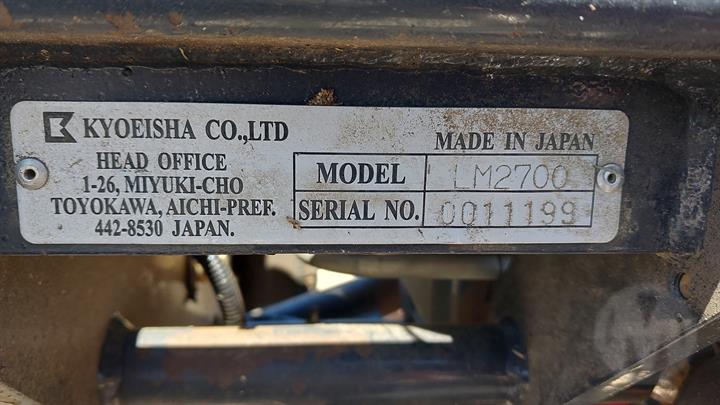 KYOEISHA CO.,LTD
HEAD OFFICE
1-26, MIYUKI-CHO
TOYOKAWA, AICHI-PREF.
442-8530 JAPAN.
MADE IN JAPAN
MODEL LM2700
SERIAL NO. 0011199